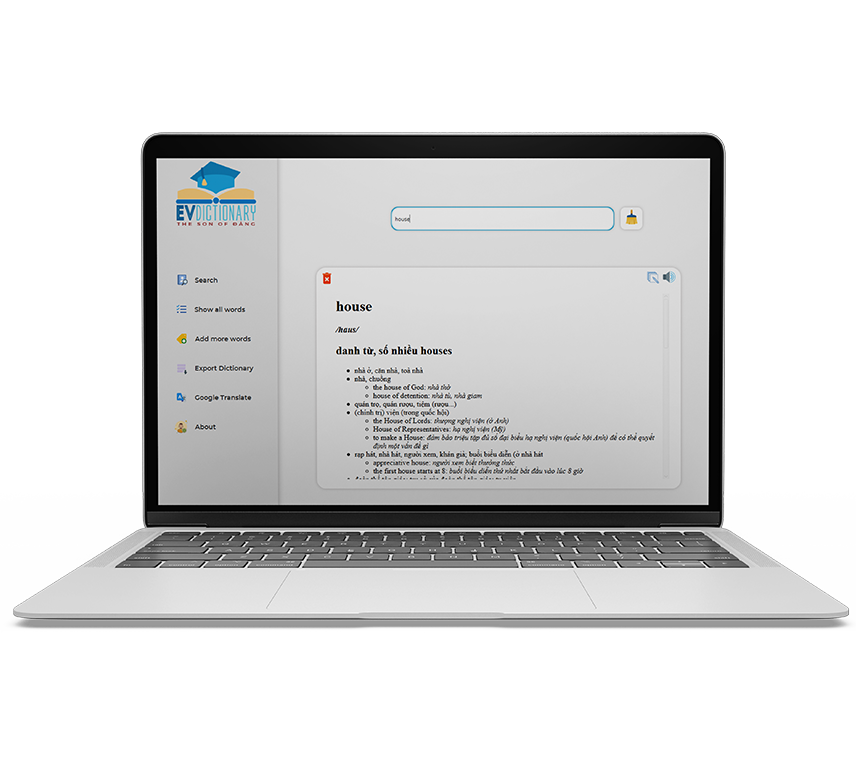 EVDICTIONARY
THE SON OF ĐĂNG
house
Search
Show all words
Add more words
Export Dictionary
Google Translate
About
house
/haus/
danh từ, số nhiều houses
nhà ở, căn nhà, toà nhà
nhà, chuồng
the house of God: nhà thờ
house of detention: nhà tù, nhà giam
quán trọ, quán rượu, tiệm (rượu...)
(chính trị) viện (trong quốc hội)
the House of Lords: thượng nghị viện (ở Anh)
House of Representatives: hạ nghị viện (Mỹ)
to make a House: đảm bảo triệu tập đủ số đại biểu hạ nghị viện (quốc hội Anh) để có thể quyết
định một vấn đề gì
rạp hát, nhà hát, người xem, khán giả; buổi biểu diễn (ở nhà hát
appreciative house: người xem biết thưởng thức
the first house starts at 8: buổi biểu diễn thứ nhất bắt đầu vào lúc 8 giờ